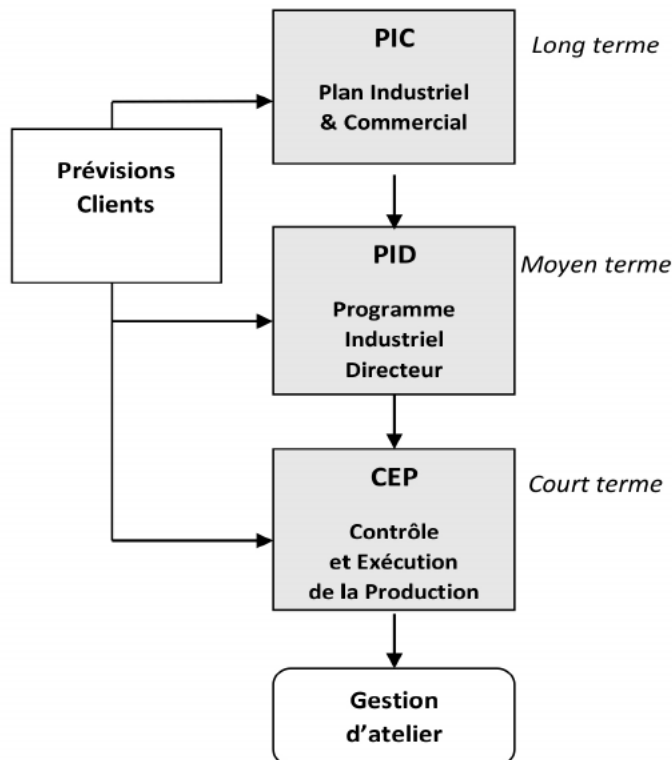 PIC
Long terme
Plan Industriel
& Commercial
Prévisions
Clients
PID
Moyen terme
Programme
Industriel
Directeur
CEP
Court terme
Contrôle
et Exécution
de la Production
Gestion
d'atelier